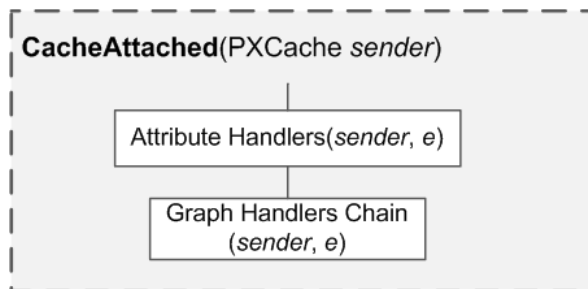 CacheAttached(PXCache sender)
Attribute Handlers(sender, e)
Graph Handlers Chain
(sender, e)